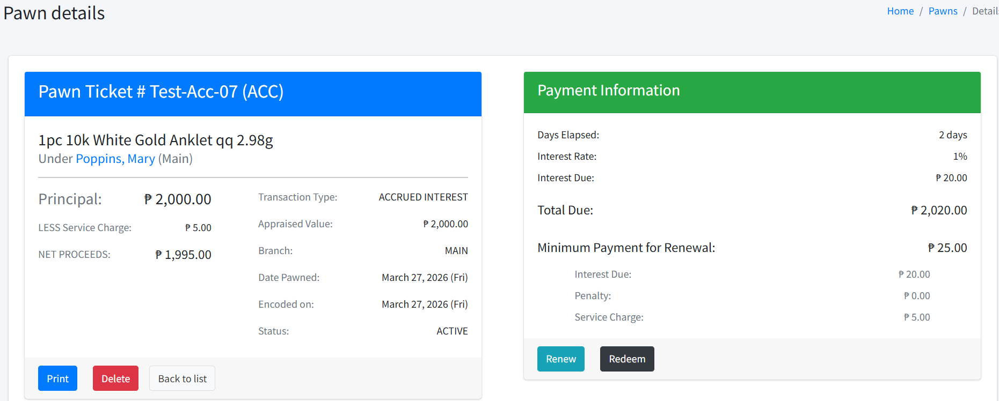 Pawn details
Home / Pawns / Detail
Pawn Ticket # Test-Acc-07 (ACC)
1pc 10k White Gold Anklet qq 2.98g
Under Poppins, Mary (Main)
Principal: ₱ 2,000.00
LESS Service Charge: ₱ 5.00
NET PROCEEDS: ₱ 1,995.00
Transaction Type: ACCRUED INTEREST
Appraised Value: ₱ 2,000.00
Branch: MAIN
Date Pawned: March 27, 2026 (Fri)
Encoded on: March 27, 2026 (Fri)
Status: ACTIVE
Print Delete Back to list
Payment Information
Days Elapsed: 2 days
Interest Rate: 1%
Interest Due: ₱ 20.00
Total Due: ₱ 2,020.00
Minimum Payment for Renewal: ₱ 25.00
Interest Due: ₱ 20.00
Penalty: ₱ 0.00
Service Charge: ₱ 5.00
Renew Redeem